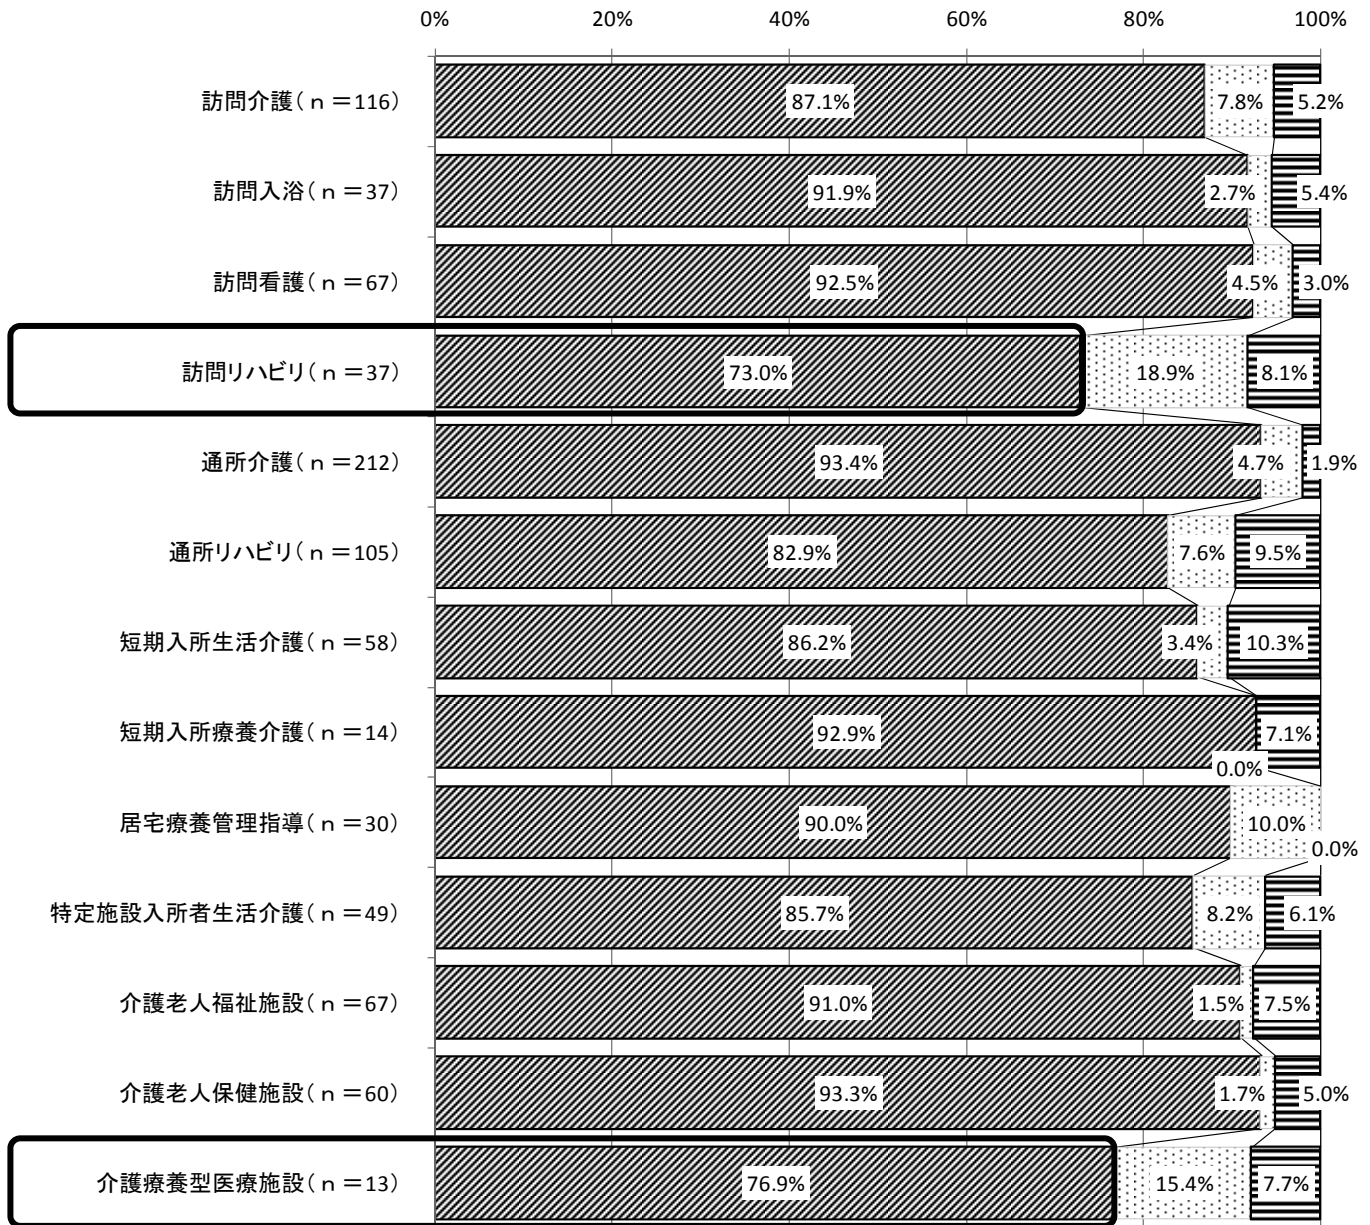 0% 20% 40% 60% 80% 100%
訪問介護(ｎ＝116) 87.1% 7.8% 5.2%
訪問入浴(ｎ＝37) 91.9% 2.7% 5.4%
訪問看護(ｎ＝67) 92.5% 4.5% 3.0%
訪問リハビリ(ｎ＝37) 73.0% 18.9% 8.1%
通所介護(ｎ＝212) 93.4% 4.7% 1.9%
通所リハビリ(ｎ＝105) 82.9% 7.6% 9.5%
短期入所生活介護(ｎ＝58) 86.2% 3.4% 10.3%
短期入所療養介護(ｎ＝14) 92.9% 0.0% 7.1%
居宅療養管理指導(ｎ＝30) 90.0% 10.0% 0.0%
特定施設入所者生活介護(ｎ＝49) 85.7% 8.2% 6.1%
介護老人福祉施設(ｎ＝67) 91.0% 1.5% 7.5%
介護老人保健施設(ｎ＝60) 93.3% 1.7% 5.0%
介護療養型医療施設(ｎ＝13) 76.9% 15.4% 7.7%